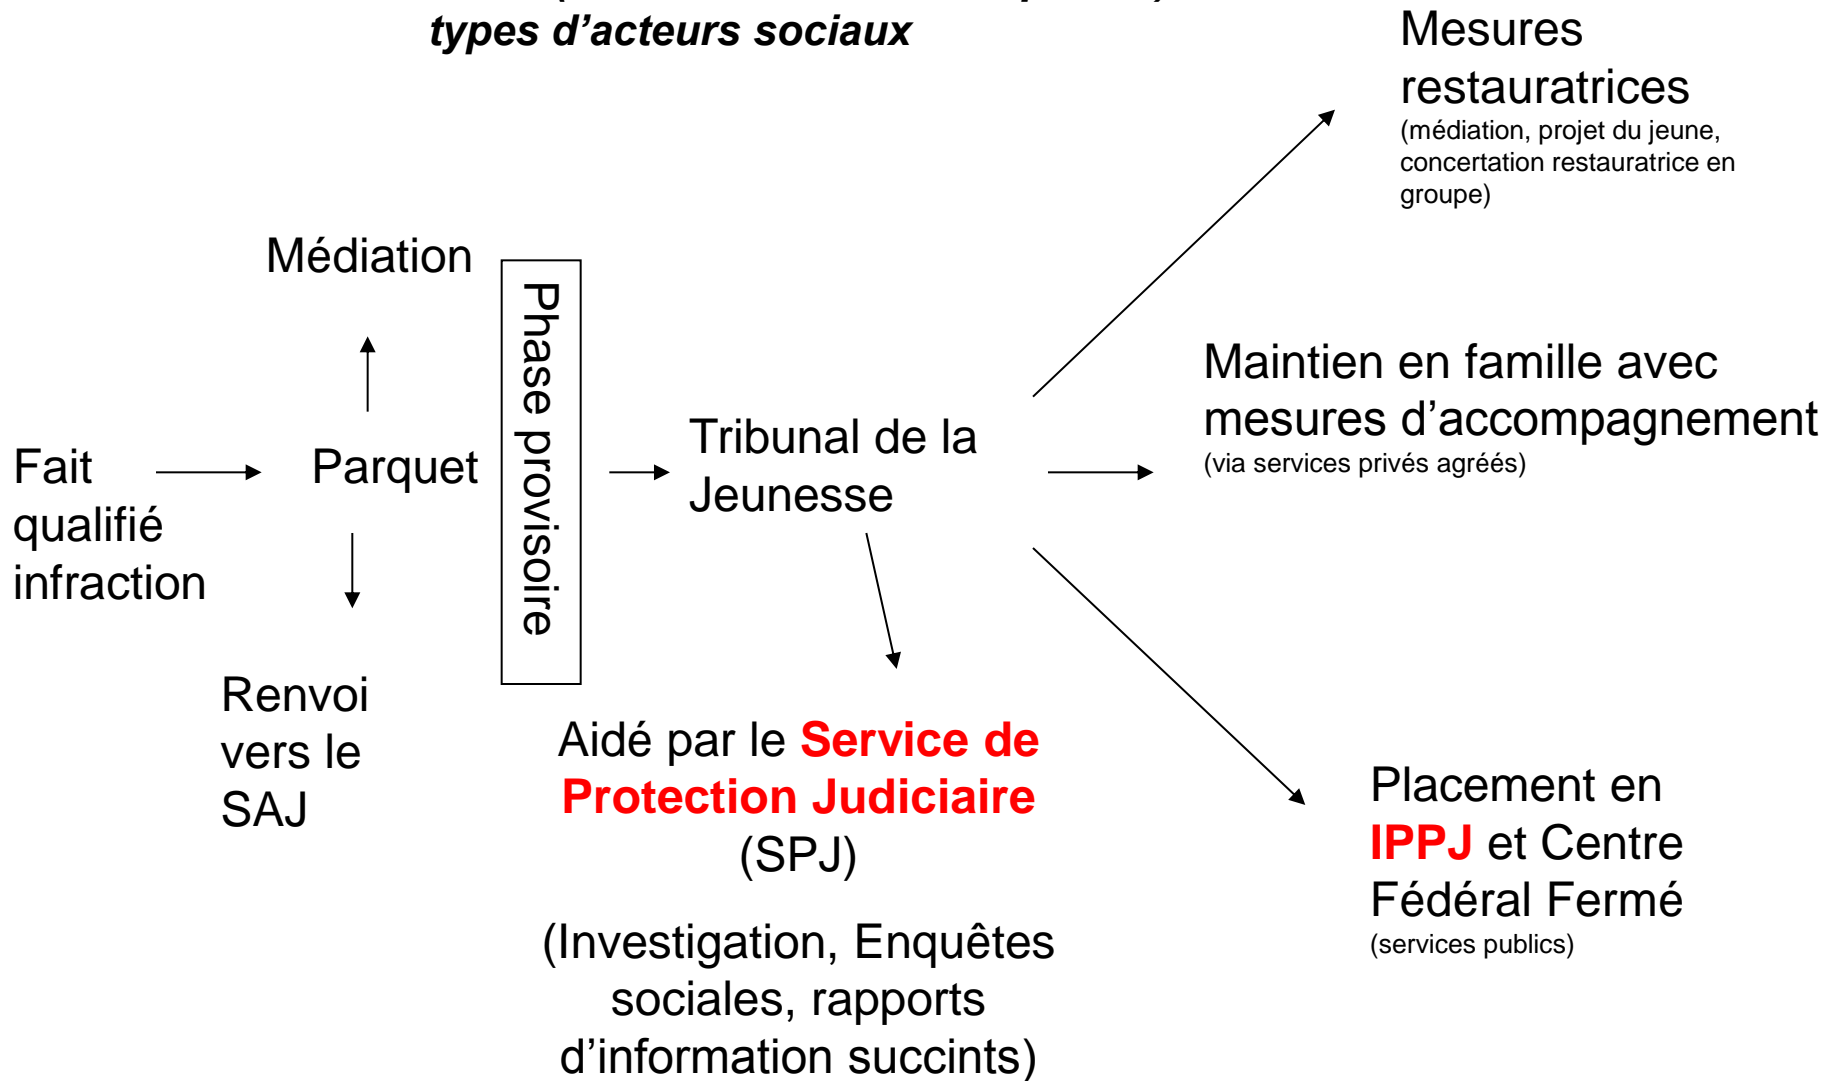 types d’acteurs sociaux
Mesures
restauratrices
(médiation, projet du jeune,
concertation restauratrice en
groupe)
Médiation
Phase provisoire
Maintien en famille avec
mesures d’accompagnement
(via services privés agréés)
Tribunal de la
Jeunesse
Fait
qualifié
infraction
Parquet
Renvoi
vers le
SAJ
Aidé par le Service de
Protection Judiciaire
(SPJ)
(Investigation, Enquêtes
sociales, rapports
d’information succints)
Placement en
IPPJ et Centre
Fédéral Fermé
(services publics)